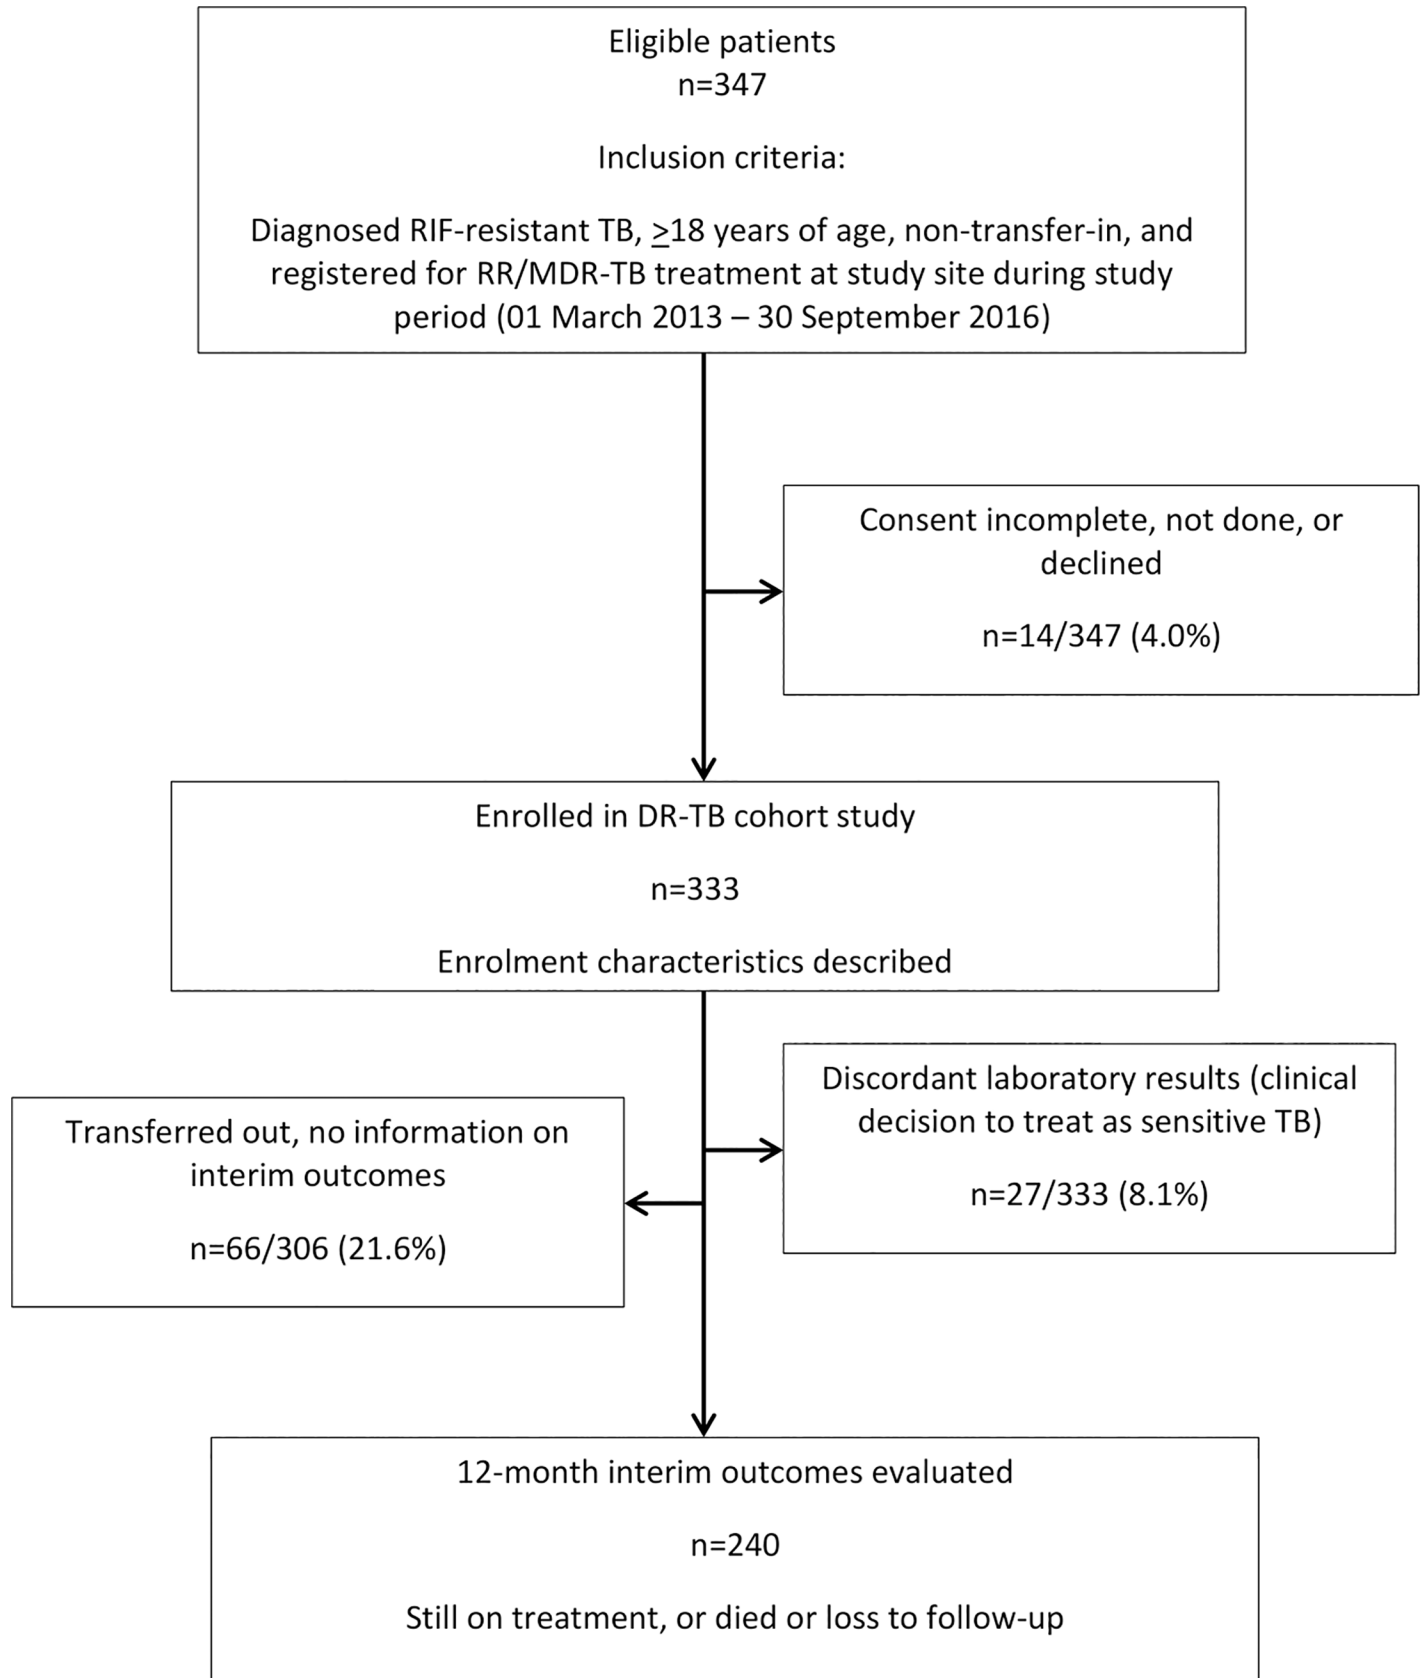 Eligible patients
n=347
Inclusion criteria:
Diagnosed RIF-resistant TB, ≥18 years of age, non-transfer-in, and
registered for RR/MDR-TB treatment at study site during study
period (01 March 2013 – 30 September 2016)
Consent incomplete, not done, or
declined
n=14/347 (4.0%)
Enrolled in DR-TB cohort study
n=333
Enrolment characteristics described
Discordant laboratory results (clinical
decision to treat as sensitive TB)
n=27/333 (8.1%)
Transferred out, no information on
interim outcomes
n=66/306 (21.6%)
12-month interim outcomes evaluated
n=240
Still on treatment, or died or loss to follow-up